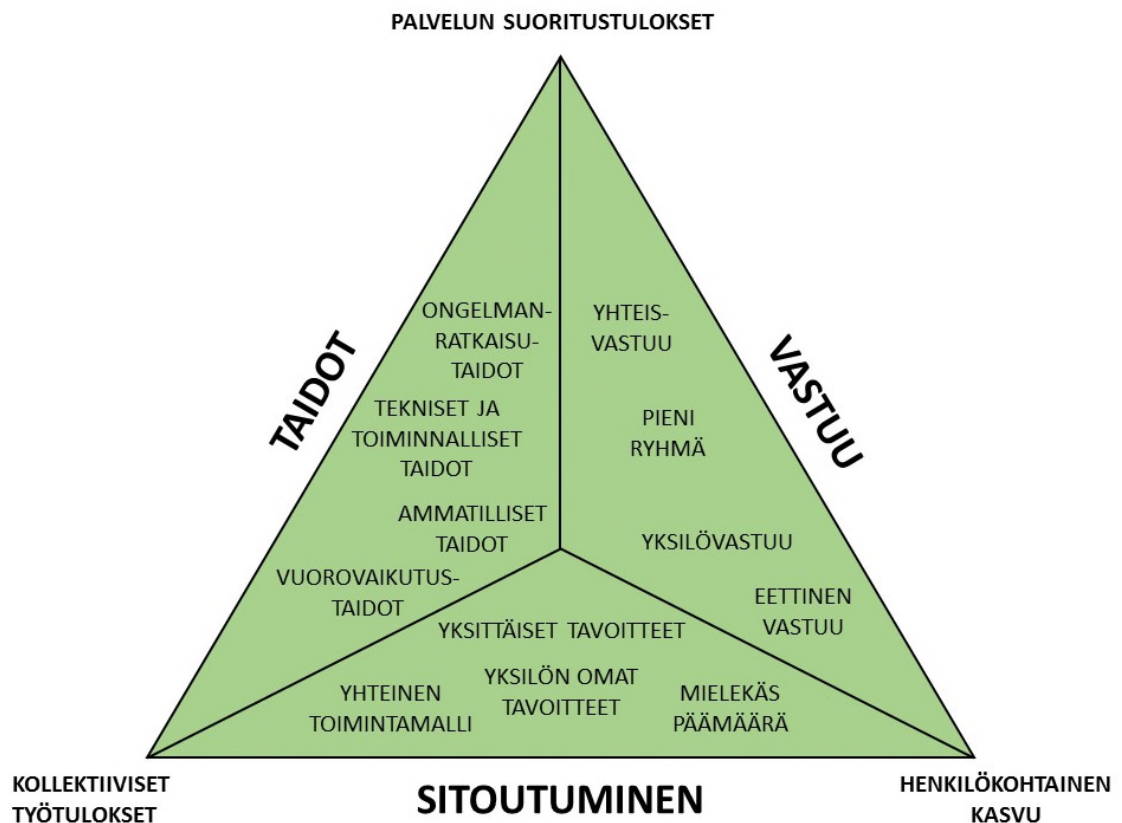 PALVELUN SUORITUSTULOKSET
TAIDOT
ONGELMAN-
RATKAISU-
TAIDOT
TEKNISET JA
TOIMINNALLISET
TAIDOT
AMMATILLISET
TAIDOT
VUOROVAIKUTUS-
TAIDOT
VASTUU
YHTEIS-
VASTUU
PIENI
RYHMÄ
YKSILÖVASTUU
EETTINEN
VASTUU
YKSITTÄISET TAVOITTEET
YHTEINEN
TOIMINTAMALLI
YKSILÖN OMAT
TAVOITTEET
MIELEKÄS
PÄÄMÄÄRÄ
KOLLEKTIIVISET
TYÖTULOKSET
SITOUTUMINEN
HENKILÖKOHTAINEN
KASVU